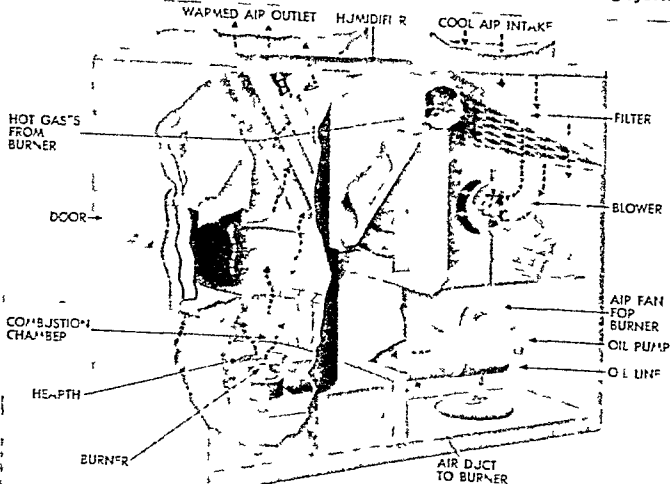 WARMED AIR OUTLET
HUMIDIFIER
COOL AIR INTAKE
HOT GASES
FROM
BURNER
FILTER
DOOR
BLOWER
AIR FAN
FOR
BURNER
COMBUSTION
CHAMBER
OIL PUMP
OIL LINE
HEARTH
BURNER
AIR DUCT
TO BURNER